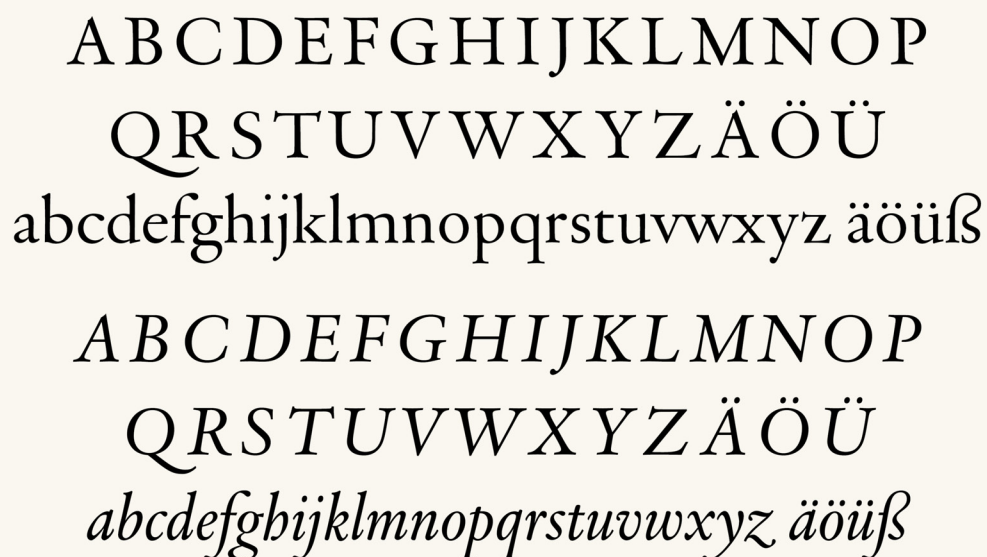 ABCDEFGHIJKLMNOP
QRSTUVWXYZÄÖÜ
abcdefghijklmnopqrstuvwxyz äöüß
ABCDEFGHIJKLMNOP
QRSTUVWXYZÄÖÜ
abcdefghijklmnopqrstuvwxyz äöüß